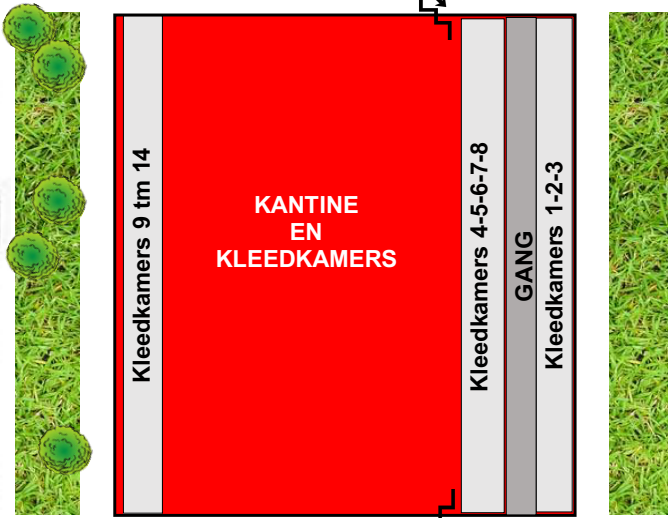 Kleedkamers 9 tm 14
KANTINE
EN
KLEEDKAMERS
Kleedkamers 4-5-6-7-8
GANG
Kleedkamers 1-2-3